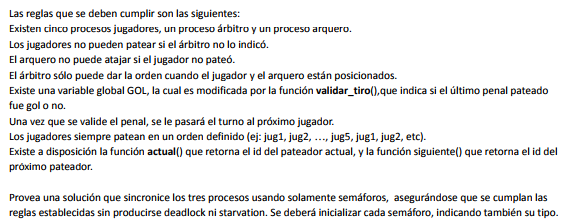 Las reglas que se deben cumplir son las siguientes:
Existen cinco procesos jugadores, un proceso árbitro y un proceso arquero.
Los jugadores no pueden patear si el árbitro no lo indicó.
El arquero no puede atajar si el jugador no pateó.
El árbitro sólo puede dar la orden cuando el jugador y el arquero están posicionados.
Existe una variable global GOL, la cual es modificada por la función validar_tiro(),que indica si el último penal pateado
fue gol o no.
Una vez que se valide el penal, se le pasará el turno al próximo jugador.
Los jugadores siempre patean en un orden definido (ej: jug1, jug2, ..., jug5, jug1, jug2, etc).
Existe a disposición la función actual() que retorna el id del pateador actual, y la función siguiente() que retorna el id del
próximo pateador.
Provea una solución que sincronice los tres procesos usando solamente semáforos, asegurándose que se cumplan las
reglas establecidas sin producirse deadlock ni starvation. Se deberá inicializar cada semáforo, indicando también su tipo.